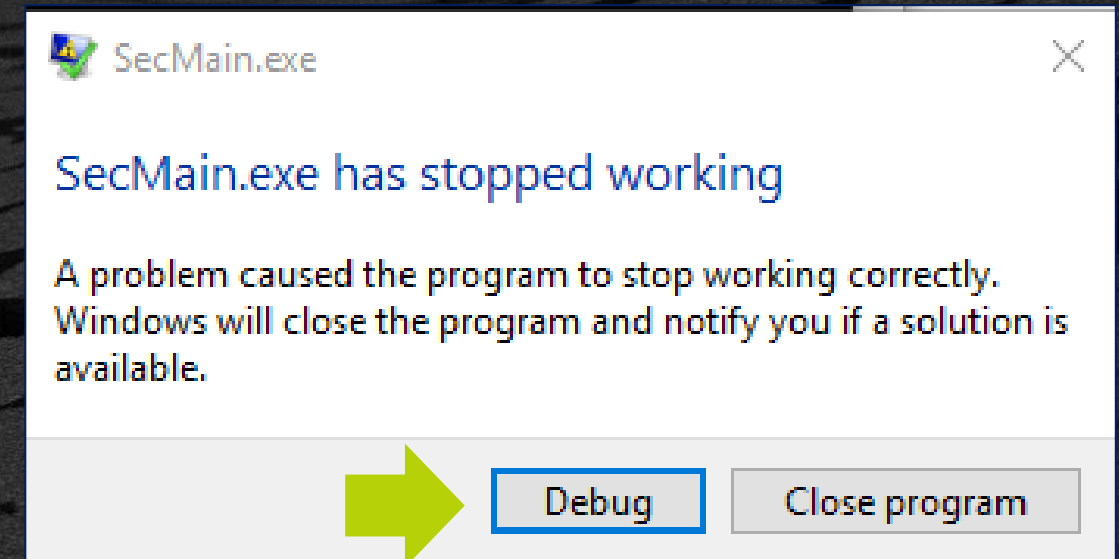 SecMain.exe
SecMain.exe has stopped working
A problem caused the program to stop working correctly.
Windows will close the program and notify you if a solution is
available.
Debug
Close program